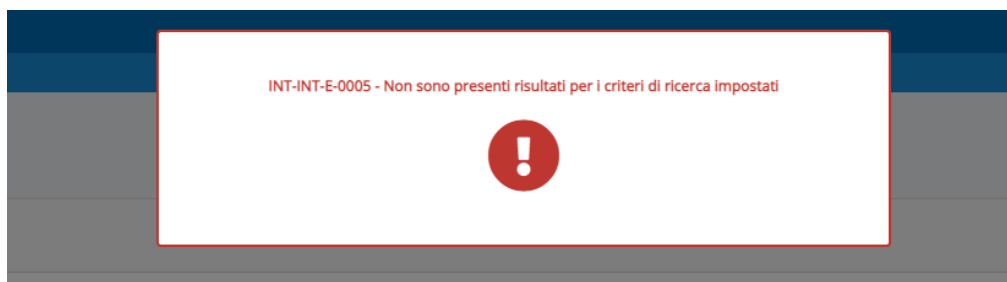 INT-INT-E-0005 - Non sono presenti risultati per i criteri di ricerca impostati